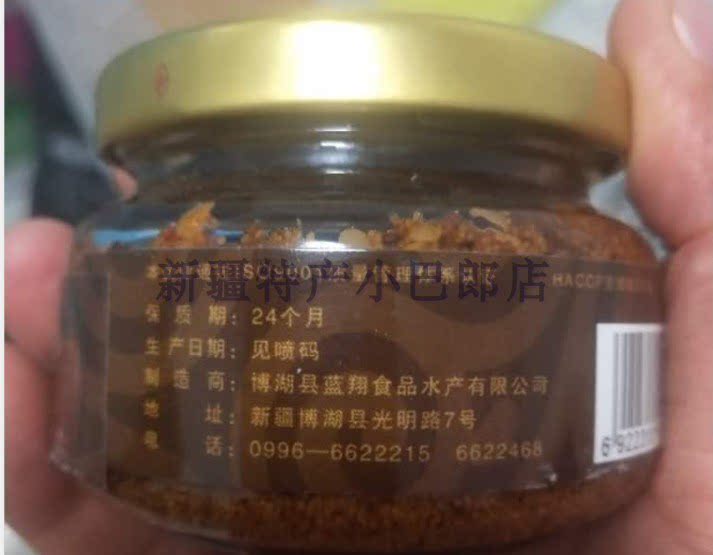 新疆特产小巴郎店
保 质 期：24个月
生产日期：见喷码
制 造 商：博湖县蓝翔食品水产有限公司
地 址：新疆博湖县光明路7号
电 话：0996—6622215 6622468